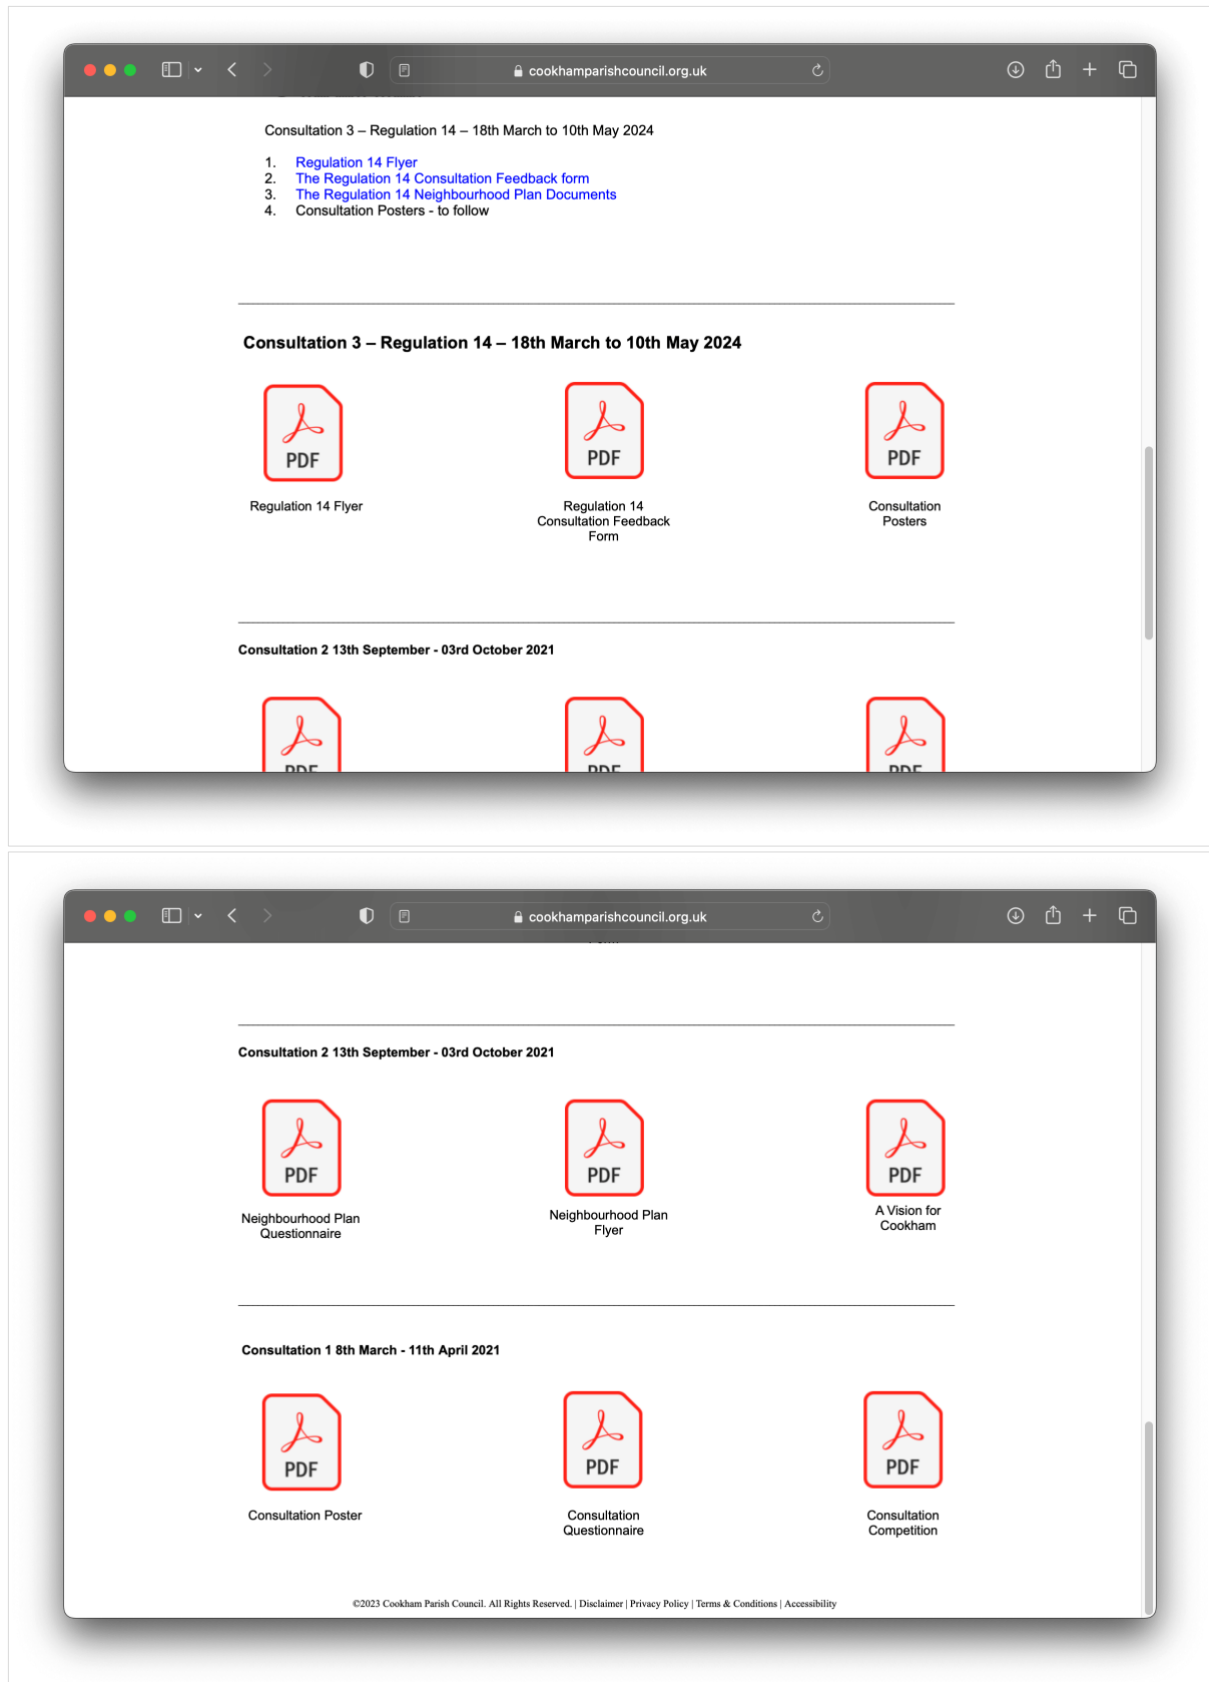 cookhamparishcouncil.org.uk
Consultation 3 – Regulation 14 – 18th March to 10th May 2024
1. Regulation 14 Flyer
2. The Regulation 14 Consultation Feedback form
3. The Regulation 14 Neighbourhood Plan Documents
4. Consultation Posters - to follow
Consultation 3 – Regulation 14 – 18th March to 10th May 2024
PDF PDF PDF
Regulation 14 Flyer
Regulation 14
Consultation Feedback
Form
Consultation
Posters
Consultation 2 13th September - 03rd October 2021
PDF PDF PDF
cookhamparishcouncil.org.uk
Consultation 2 13th September - 03rd October 2021
PDF PDF PDF
Neighbourhood Plan
Questionnaire
Neighbourhood Plan
Flyer
A Vision for
Cookham
Consultation 1 8th March - 11th April 2021
PDF PDF PDF
Consultation Poster
Consultation
Questionnaire
Consultation
Competition
©2023 Cookham Parish Council. All Rights Reserved. | Disclaimer | Privacy Policy | Terms & Conditions | Accessibility